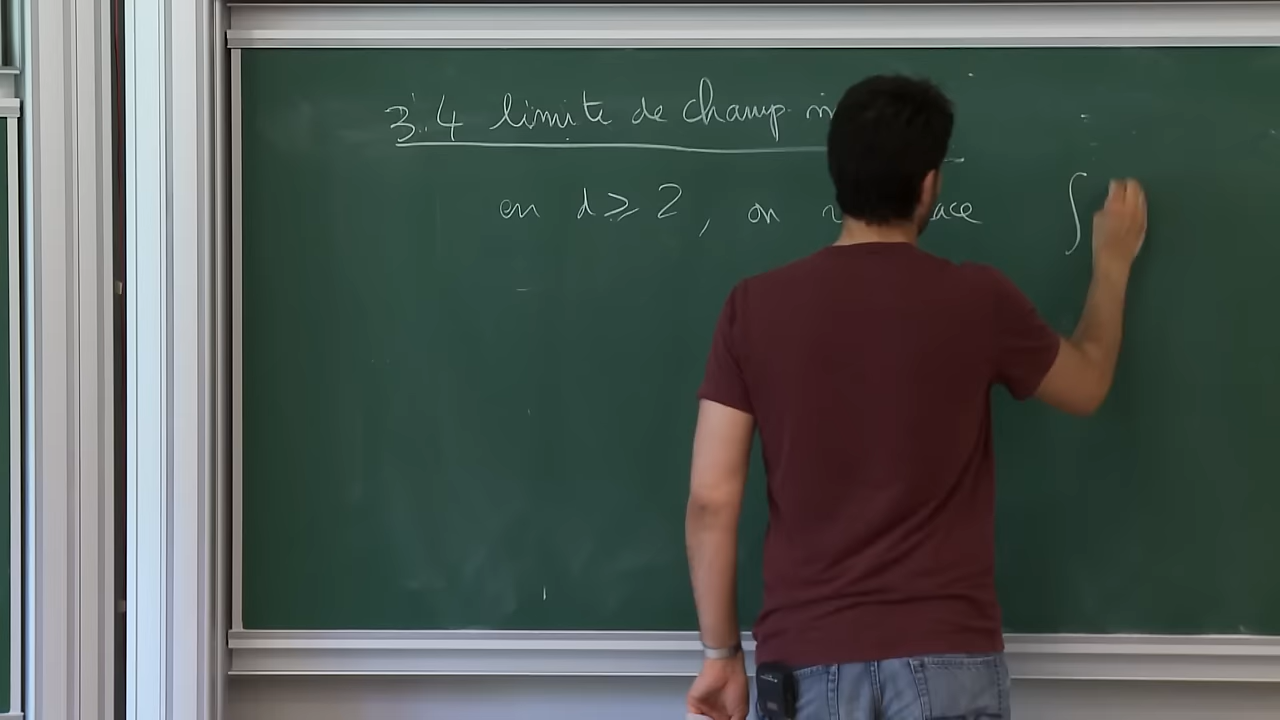 3.4 limite de champ
en d ≥ 2, on ∫